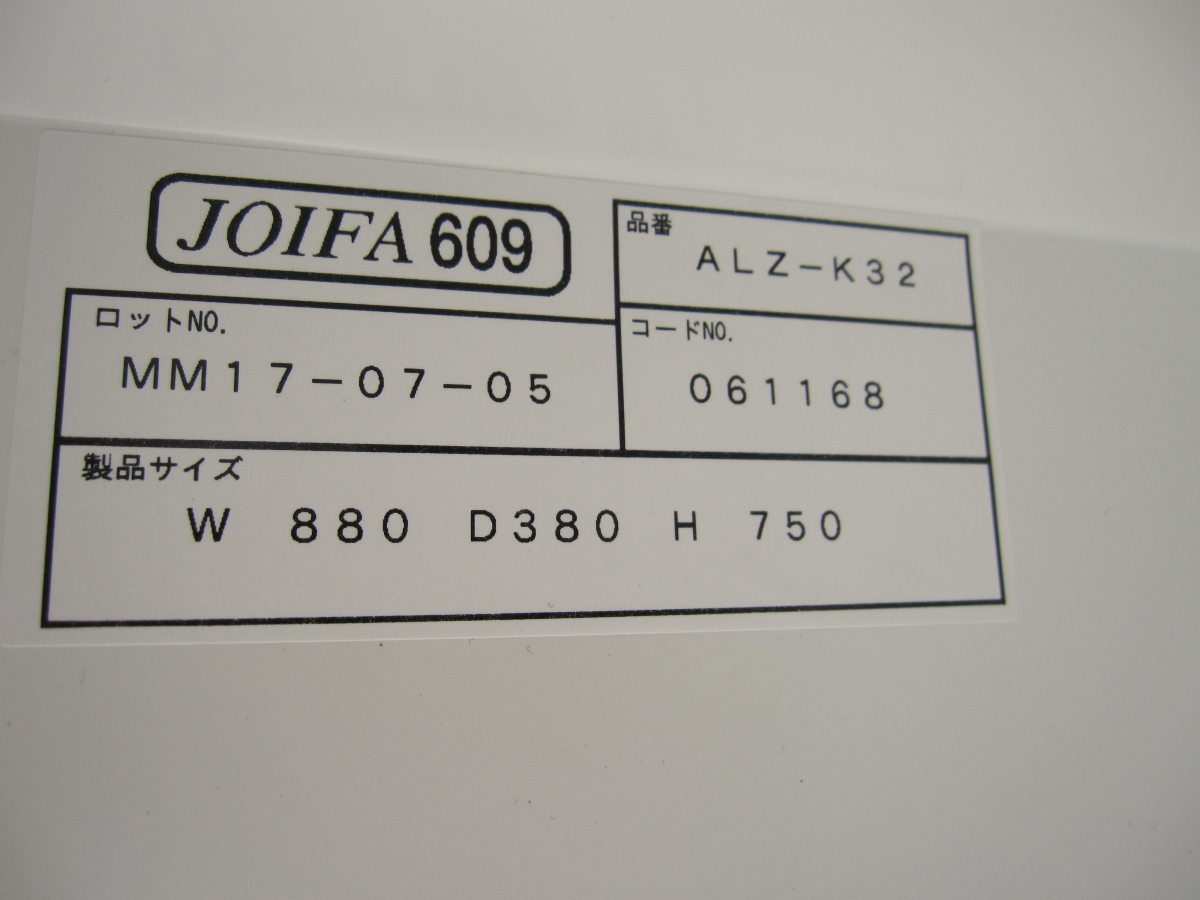 JOIFA 609
品番
ALZ-K32
ロットNO.
MM17-07-05
コードNO.
061168
製品サイズ
W 880 D380 H 750